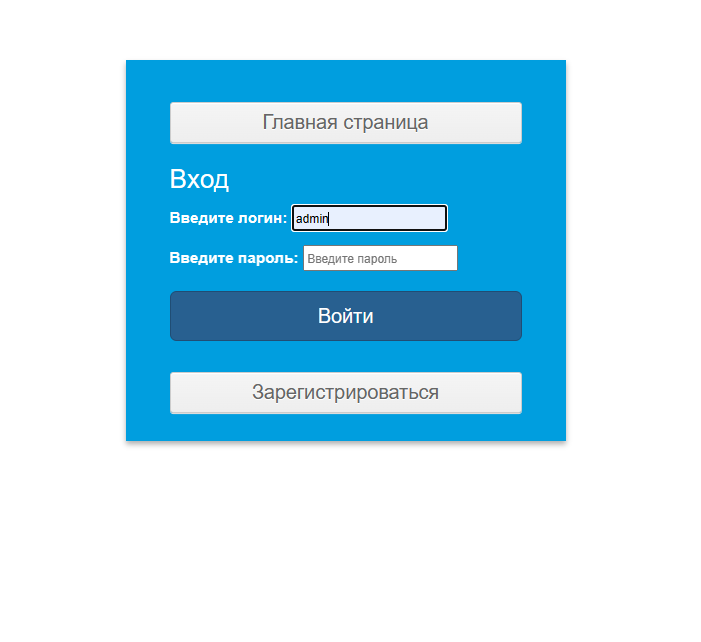 Главная страница
Вход
Введите логин: admin
Введите пароль: Введите пароль
Войти
Зарегистрироваться